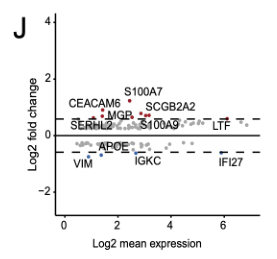 J
4
S100A7
2
CEACAM6
SCGB2A2
MGP
SERHL2
S100A9
LTF
0
APOE
VIM
IGKC
IFI27
−2
0 2 4 6
Log2 mean expression
Log2 fold change